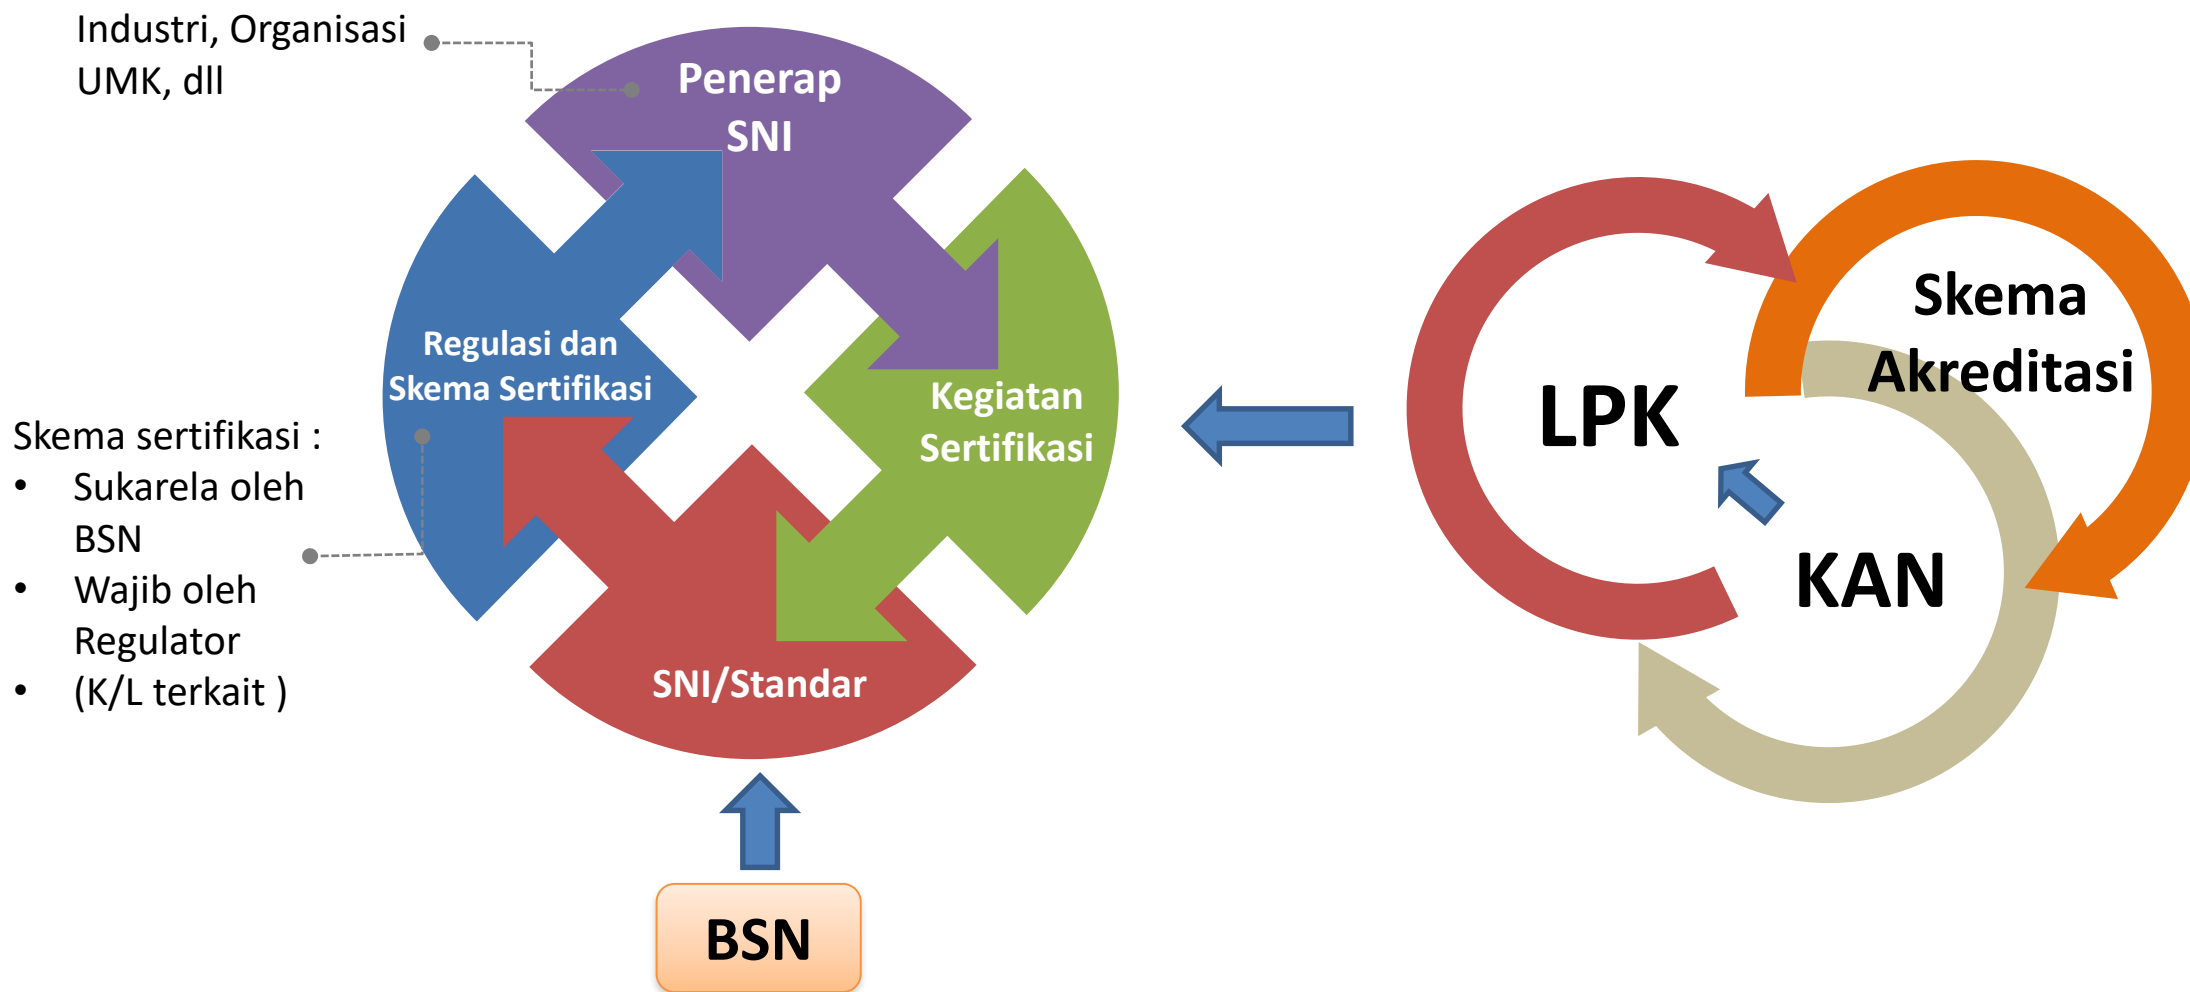 Industri, Organisasi
UMK, dll
Penerap
SNI
Regulasi dan
Skema Sertifikasi
Kegiatan
Sertifikasi
SNI/Standar
Skema sertifikasi :
• Sukarela oleh
BSN
• Wajib oleh
Regulator
• (K/L terkait )
BSN
LPK
Skema
Akreditasi
KAN